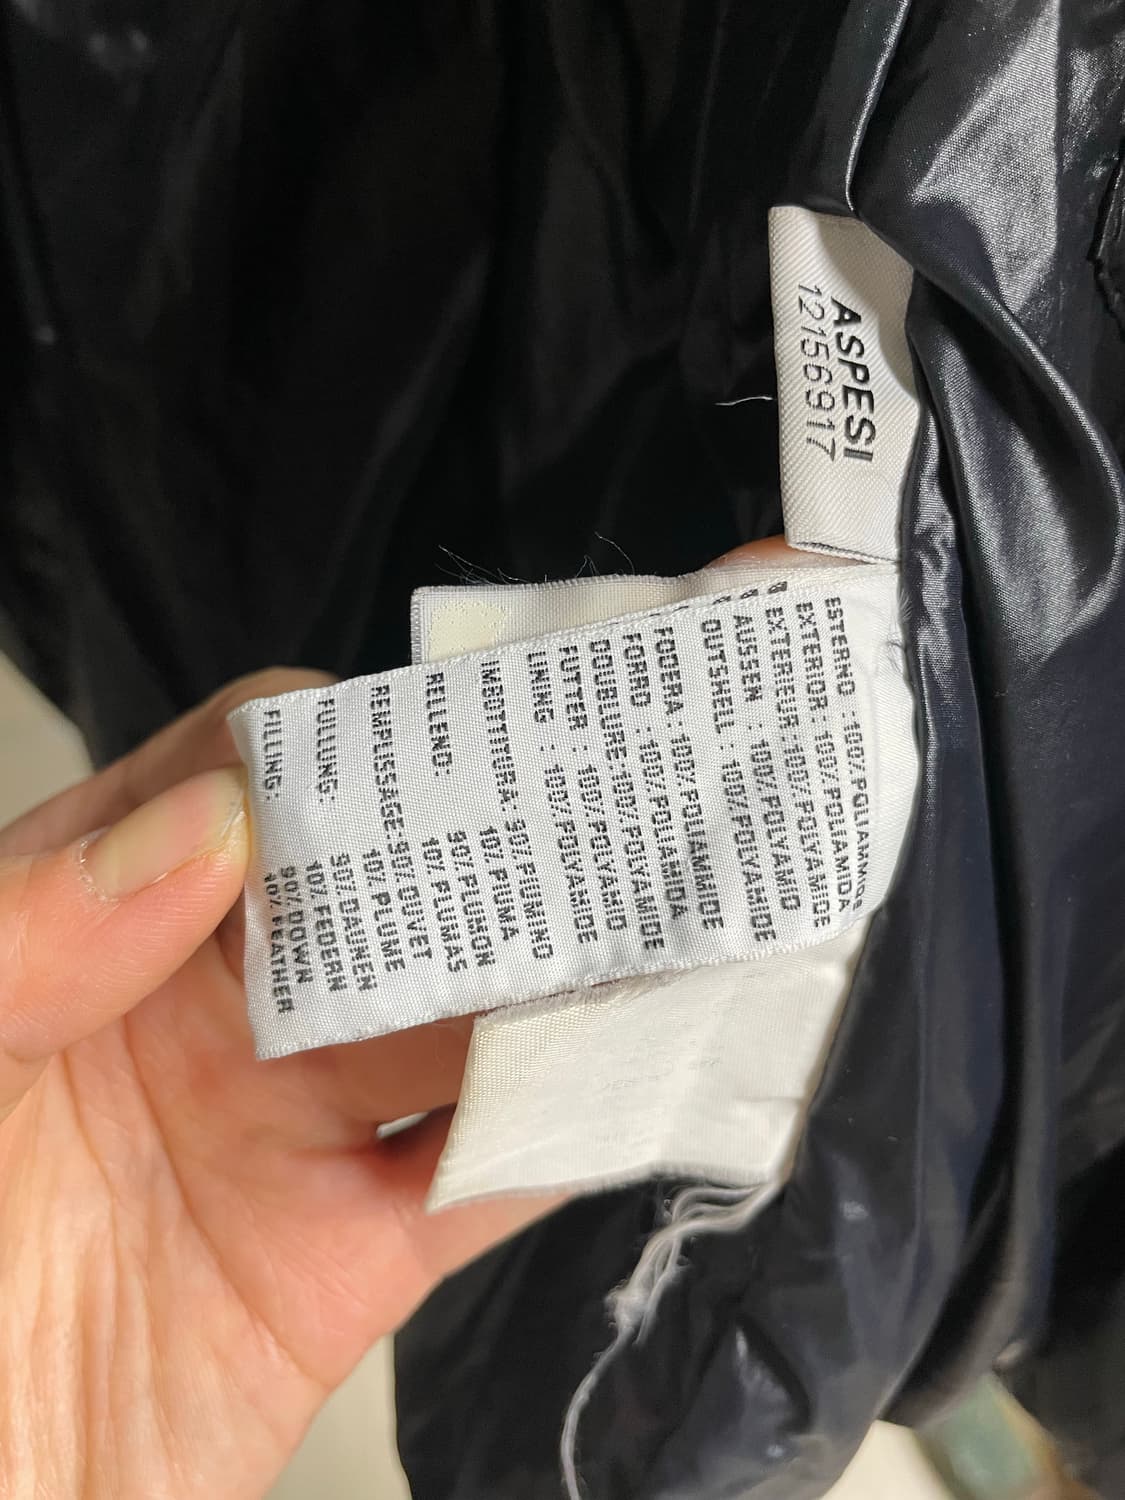 ASPESI
12156917
ESTERNO :100%POLIAMMIDE
EXTERIOR: 100%POLIAMIDA
EXTERIEUR:100%POLYAMIDE
AUSSEN : 100%POLYAMID
OUTSHELL: 100%POLYAMIDE
FODERA: 100%POLIAMMIDE
FORRO : 100%POLIAMIDA
DOUBLURE:100%POLYAMIDE
FUTTER : 100%POLYAMID
LINING : 100%POLYAMIDE
IMBOTTITURA 90%PIUMINO
10% PIUMA
RELLENO: 90%PLUMON
10% PLUMAS
REMPLISSAGE:90%DUVET
10% PLUME
FULLUNG: 90%DAUNEN
10% FEDERN
FILLING: 90%DOWN
10% FEATHER